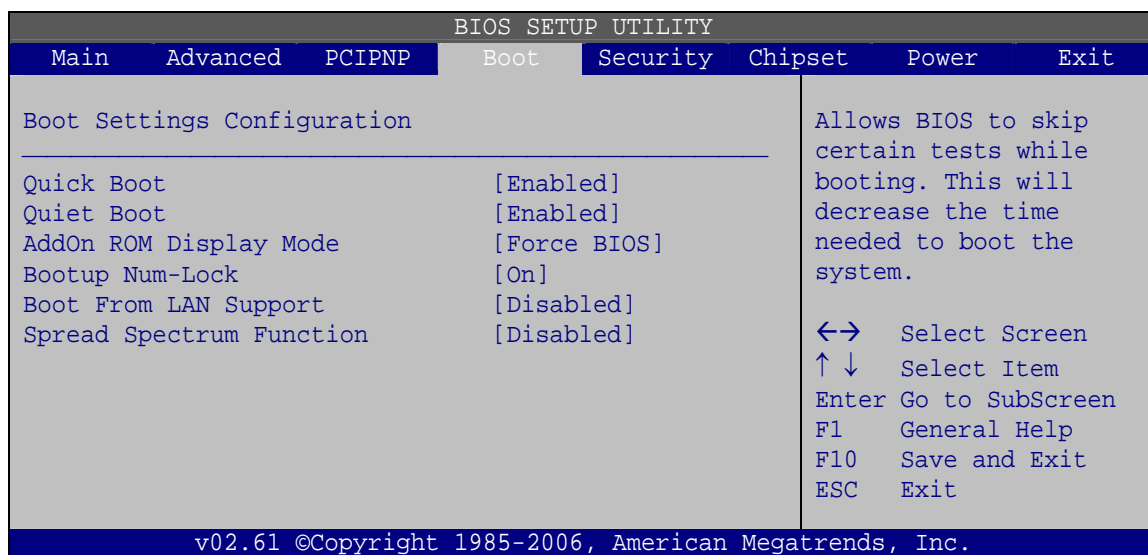 BIOS SETUP UTILITY
Main Advanced PCIPNP Boot Security Chipset Power Exit
Boot Settings Configuration
Quick Boot [Enabled]
Quiet Boot [Enabled]
AddOn ROM Display Mode [Force BIOS]
Bootup Num-Lock [On]
Boot From LAN Support [Disabled]
Spread Spectrum Function [Disabled]
Allows BIOS to skip
certain tests while
booting. This will
decrease the time
needed to boot the
system.
←→ Select Screen
↑ ↓ Select Item
Enter Go to SubScreen
F1 General Help
F10 Save and Exit
ESC Exit
v02.61 ©Copyright 1985-2006, American Megatrends, Inc.